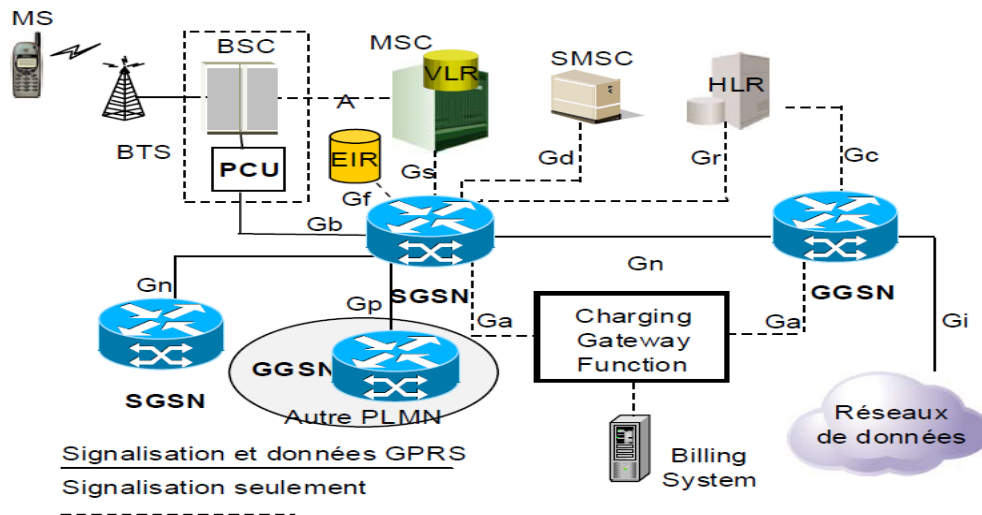 MS
BSC
MSC
VLR
SMSC
HLR
A
BTS
PCU
EIR
Gs
Gd
Gr
Gc
Gf
Gb
Gn
Gn
Gp
SGSN
GGSN
Ga
Charging
Gateway
Function
Ga
Gi
SGSN
GGSN
Autre PLMN
Réseaux
de données
Billing
System
Signalisation et données GPRS
Signalisation seulement